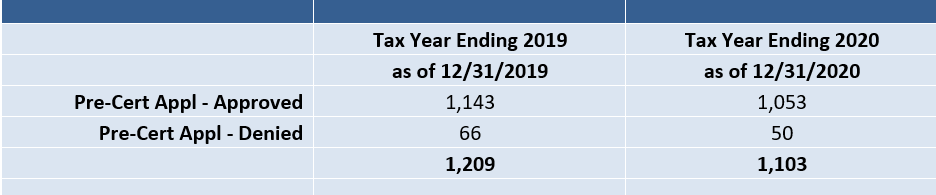 Tax Year Ending 2019 Tax Year Ending 2020
as of 12/31/2019 as of 12/31/2020
Pre-Cert Appl - Approved 1,143 1,053
Pre-Cert Appl - Denied 66 50
1,209 1,103